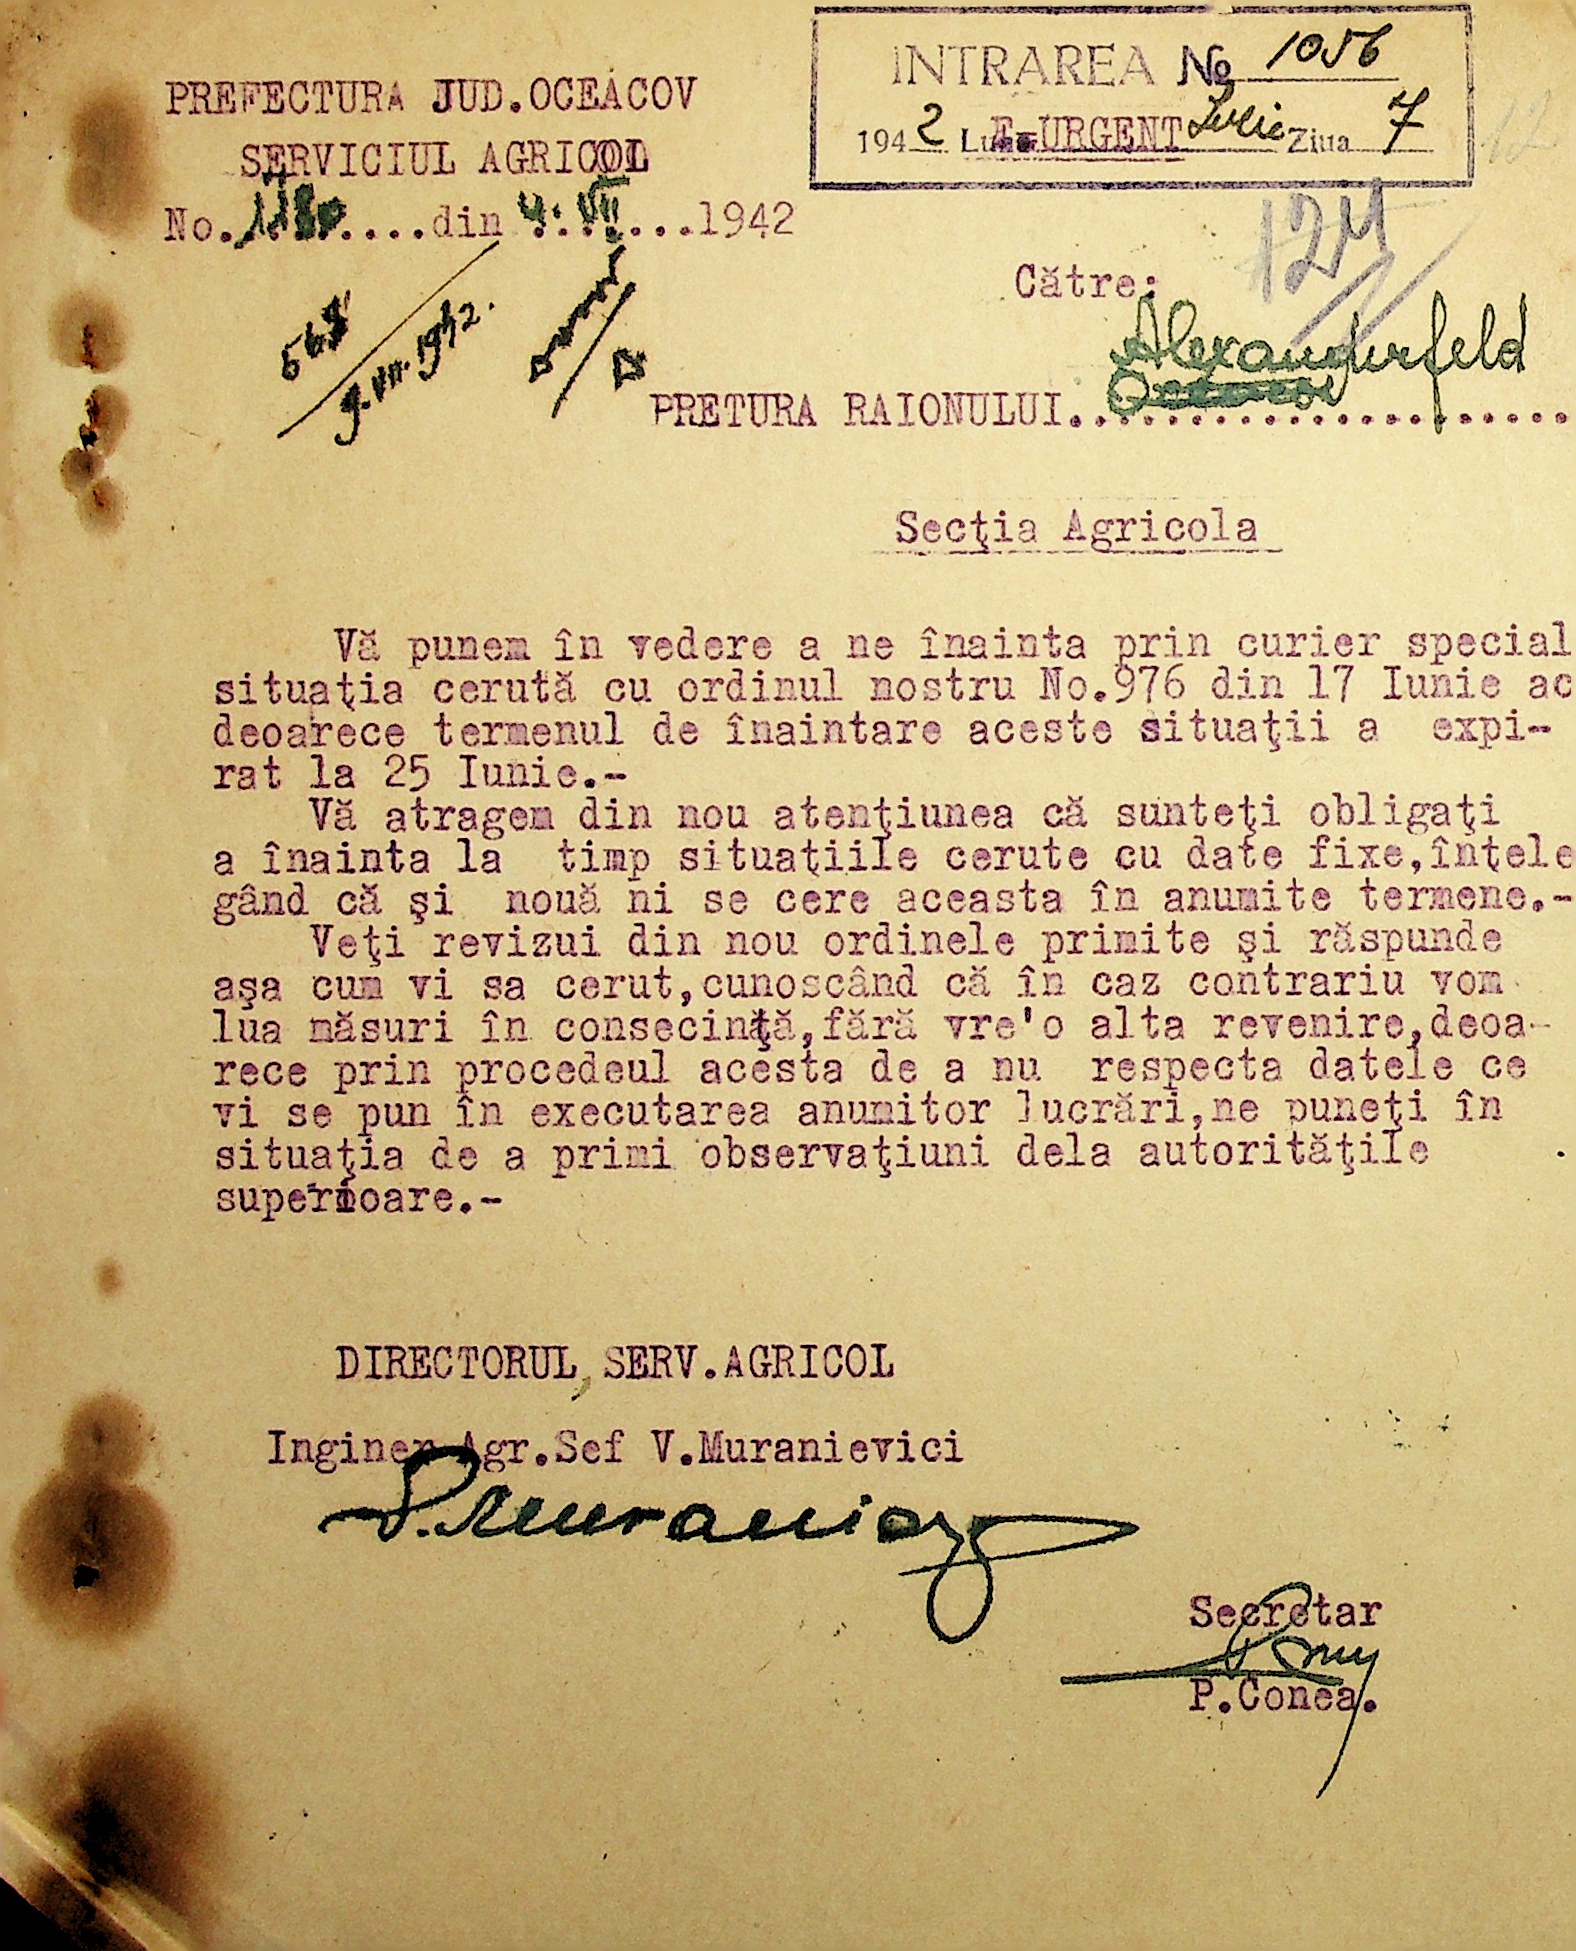 INTRAREA No 1056
PREFECTURA JUD.OCEACOV
1942 Luna Iulie Ziua 7
F.URGENT
12
SERVICIUL AGRICOL
No. din 4.VII 1942
124
Către:
568
9.VII.1942.
Alexanderfeld
PRETURA RAIONULUI......................
Secţia Agricola
Vă punem în vedere a ne înainta prin curier special
situaţia cerută cu ordinul nostru No.976 din 17 Iunie ac
deoarece termenul de înaintare aceste situaţii a expi-
rat la 25 Iunie.-
Vă atragem din nou atenţiunea că sunteţi obligaţi
a înainta la timp situaţiile cerute cu date fixe,înţele
gând că şi nouă ni se cere aceasta în anumite termene.-
Veţi revizui din nou ordinele primite şi răspunde
aşa cum vi sa cerut,cunoscând că în caz contrariu vom
lua măsuri în consecinţă,fără vre'o alta revenire,deoa-
rece prin procedeul acesta de a nu respecta datele ce
vi se pun în executarea anumitor lucrări,ne puneţi în
situaţia de a primi observaţiuni dela autorităţile
superioare.-
DIRECTORUL SERV.AGRICOL
Inginer Agr.Sef V.Muranievici
Secretar
P.Conea.